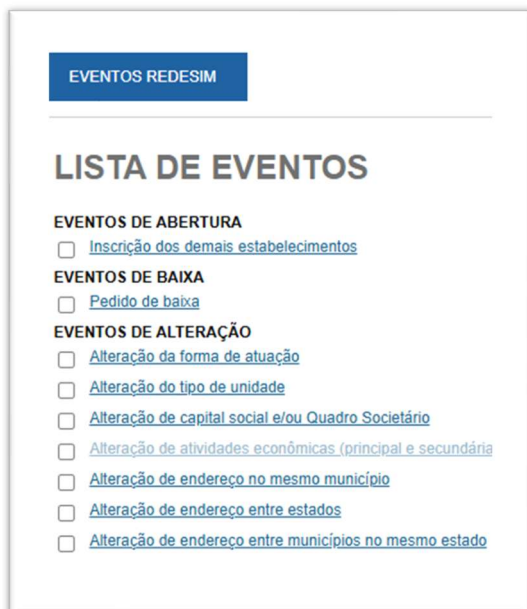 EVENTOS REDESIM
LISTA DE EVENTOS
EVENTOS DE ABERTURA
Inscrição dos demais estabelecimentos
EVENTOS DE BAIXA
Pedido de baixa
EVENTOS DE ALTERAÇÃO
Alteração da forma de atuação
Alteração do tipo de unidade
Alteração de capital social e/ou Quadro Societário
Alteração de atividades econômicas (principal e secundária
Alteração de endereço no mesmo município
Alteração de endereço entre estados
Alteração de endereço entre municípios no mesmo estado